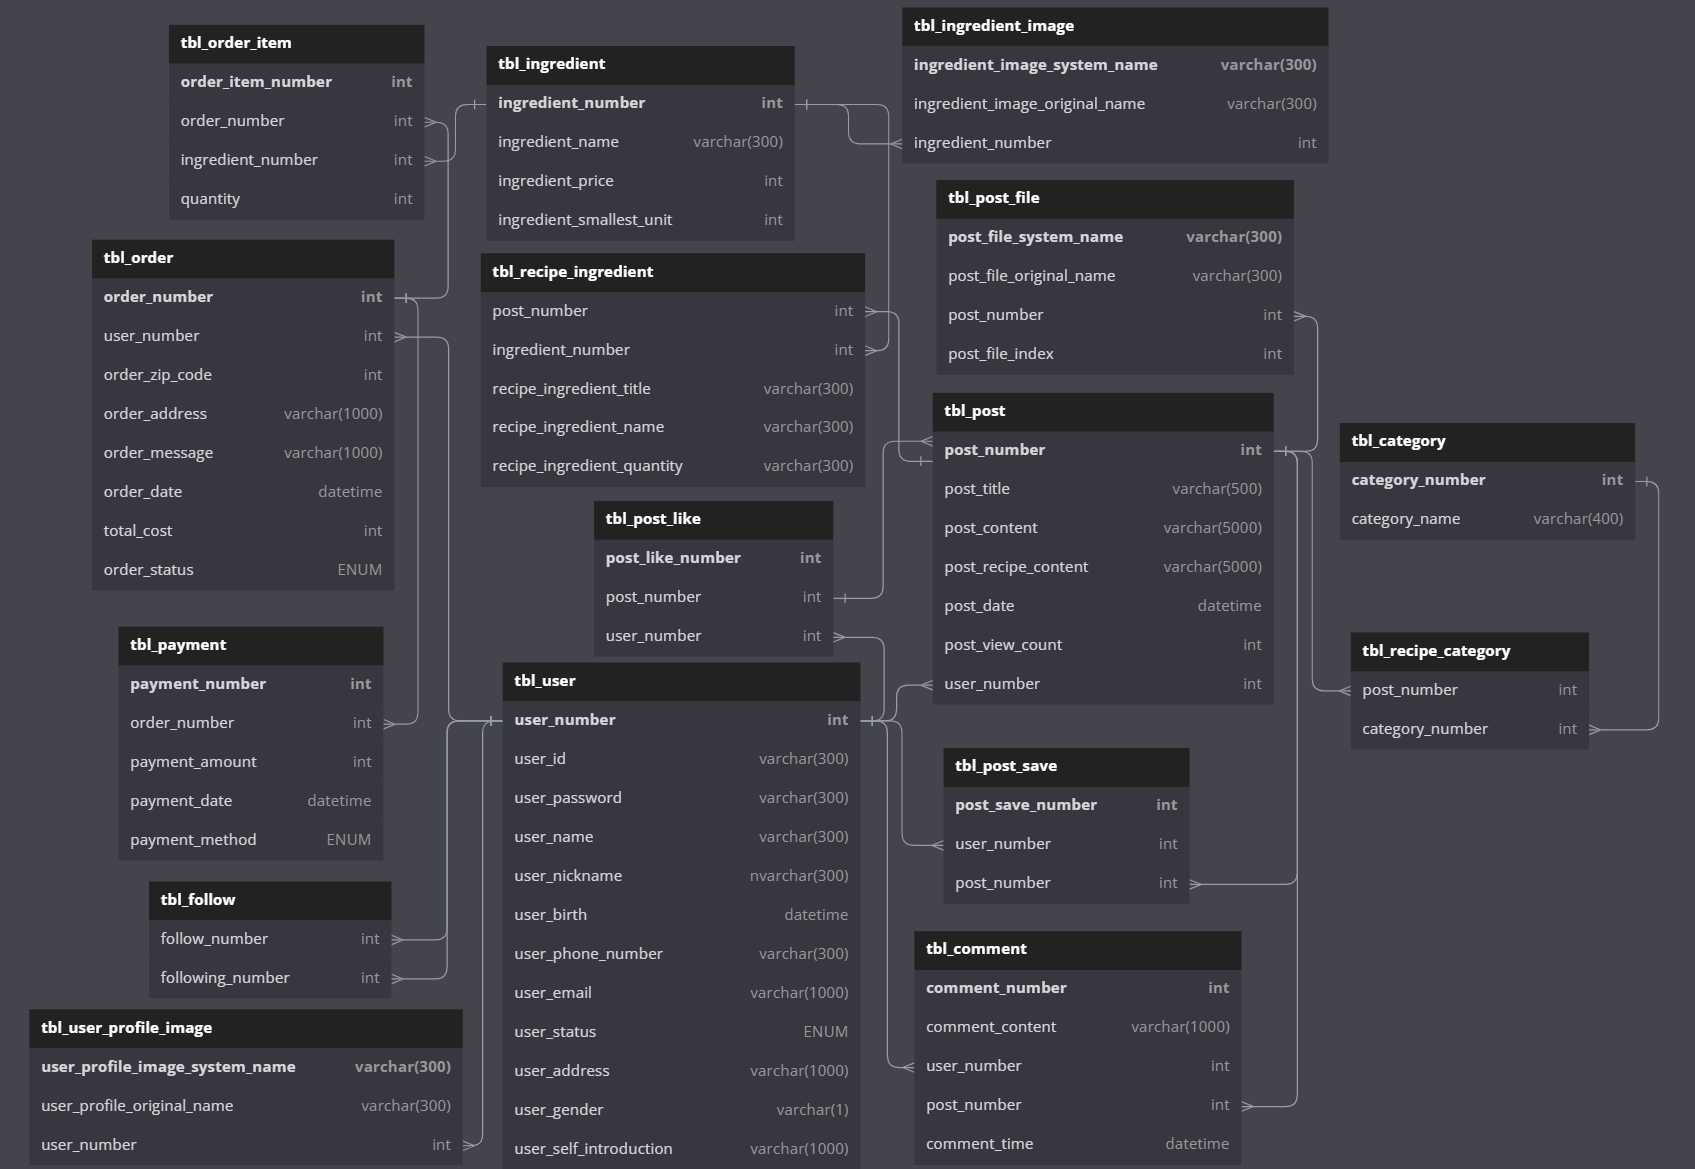 tbl_order_item
order_item_number int
order_number int
ingredient_number int
quantity int
tbl_ingredient
ingredient_number int
ingredient_name varchar(300)
ingredient_price int
ingredient_smallest_unit int
tbl_ingredient_image
ingredient_image_system_name varchar(300)
ingredient_image_original_name varchar(300)
ingredient_number int
tbl_post_file
post_file_system_name varchar(300)
post_file_original_name varchar(300)
post_number int
post_file_index int
tbl_order
order_number int
user_number int
order_zip_code int
order_address varchar(1000)
order_message varchar(1000)
order_date datetime
total_cost int
order_status ENUM
tbl_recipe_ingredient
post_number int
ingredient_number int
recipe_ingredient_title varchar(300)
recipe_ingredient_name varchar(300)
recipe_ingredient_quantity varchar(300)
tbl_post
post_number int
post_title varchar(500)
post_content varchar(5000)
post_recipe_content varchar(5000)
post_date datetime
post_view_count int
user_number int
tbl_category
category_number int
category_name varchar(400)
tbl_post_like
post_like_number int
post_number int
user_number int
tbl_payment
payment_number int
order_number int
payment_amount int
payment_date datetime
payment_method ENUM
tbl_user
user_number int
user_id varchar(300)
user_password varchar(300)
user_name varchar(300)
user_nickname nvarchar(300)
user_birth datetime
user_phone_number varchar(300)
user_email varchar(1000)
user_status ENUM
user_address varchar(1000)
user_gender varchar(1)
user_self_introduction varchar(1000)
tbl_recipe_category
post_number int
category_number int
tbl_post_save
post_save_number int
user_number int
post_number int
tbl_follow
follow_number int
following_number int
tbl_comment
comment_number int
comment_content varchar(1000)
user_number int
post_number int
comment_time datetime
tbl_user_profile_image
user_profile_image_system_name varchar(300)
user_profile_original_name varchar(300)
user_number int